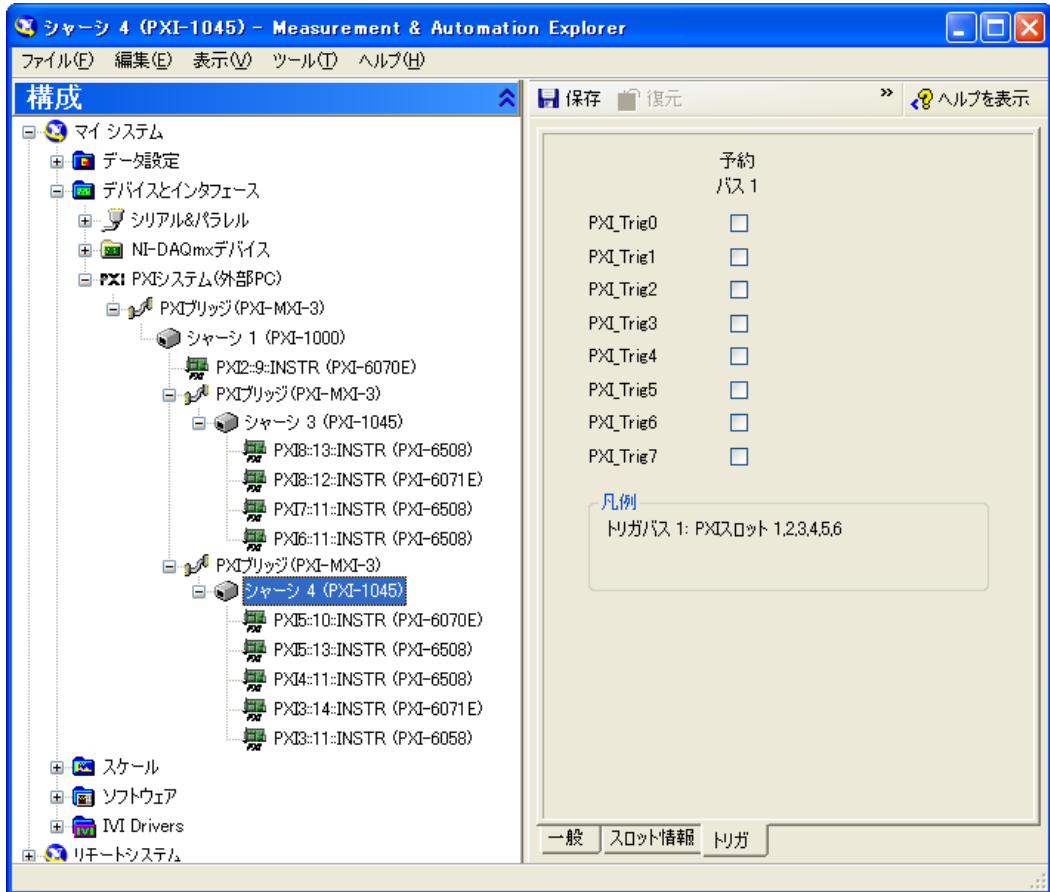 シャーシ 4 (PXI-1045) - Measurement & Automation Explorer
ファイル(F) 編集(E) 表示(V) ツール(T) ヘルプ(H)
構成
マイ システム
データ設定
デバイスとインタフェース
シリアル&パラレル
NI-DAQmxデバイス
PXI PXIシステム(外部PC)
PXIブリッジ(PXI-MXI-3)
シャーシ 1 (PXI-1000)
PXI2::9::INSTR (PXI-6070E)
PXIブリッジ(PXI-MXI-3)
シャーシ 3 (PXI-1045)
PXI8::13::INSTR (PXI-6508)
PXI8::12::INSTR (PXI-6071E)
PXI7::11::INSTR (PXI-6508)
PXI6::11::INSTR (PXI-6508)
PXIブリッジ(PXI-MXI-3)
シャーシ 4 (PXI-1045)
PXI5::10::INSTR (PXI-6070E)
PXI5::13::INSTR (PXI-6508)
PXI4::11::INSTR (PXI-6508)
PXI3::14::INSTR (PXI-6071E)
PXI3::11::INSTR (PXI-6058)
スケール
ソフトウェア
IVI Drivers
リモートシステム
保存 復元 » ヘルプを表示
予約
バス 1
PXI_Trig0
PXI_Trig1
PXI_Trig2
PXI_Trig3
PXI_Trig4
PXI_Trig5
PXI_Trig6
PXI_Trig7
凡例
トリガバス 1: PXIスロット 1,2,3,4,5,6
一般 スロット情報 トリガ